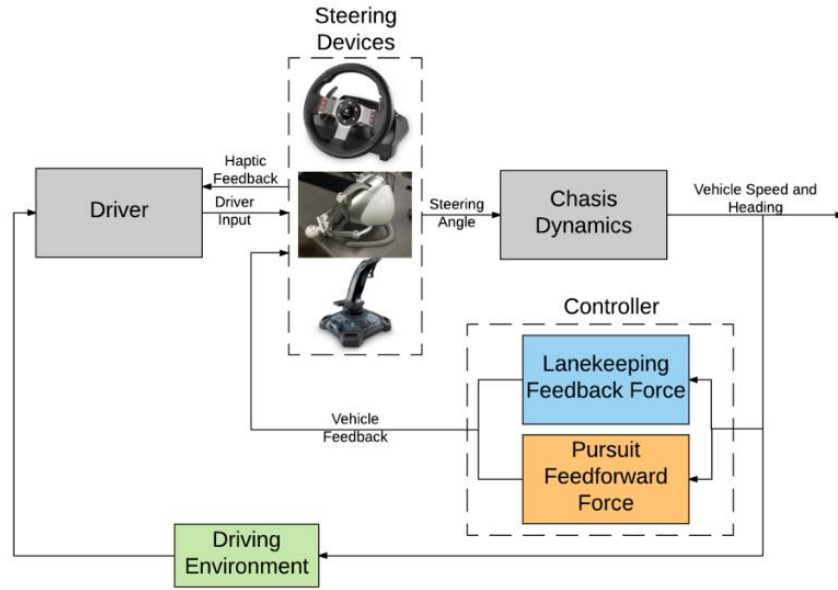 Steering
Devices
Haptic
Feedback
Driver
Driver
Input
Steering
Angle
Chasis
Dynamics
Vehicle Speed and
Heading
Controller
Lanekeeping
Feedback Force
Vehicle
Feedback
Pursuit
Feedforward
Force
Driving
Environment